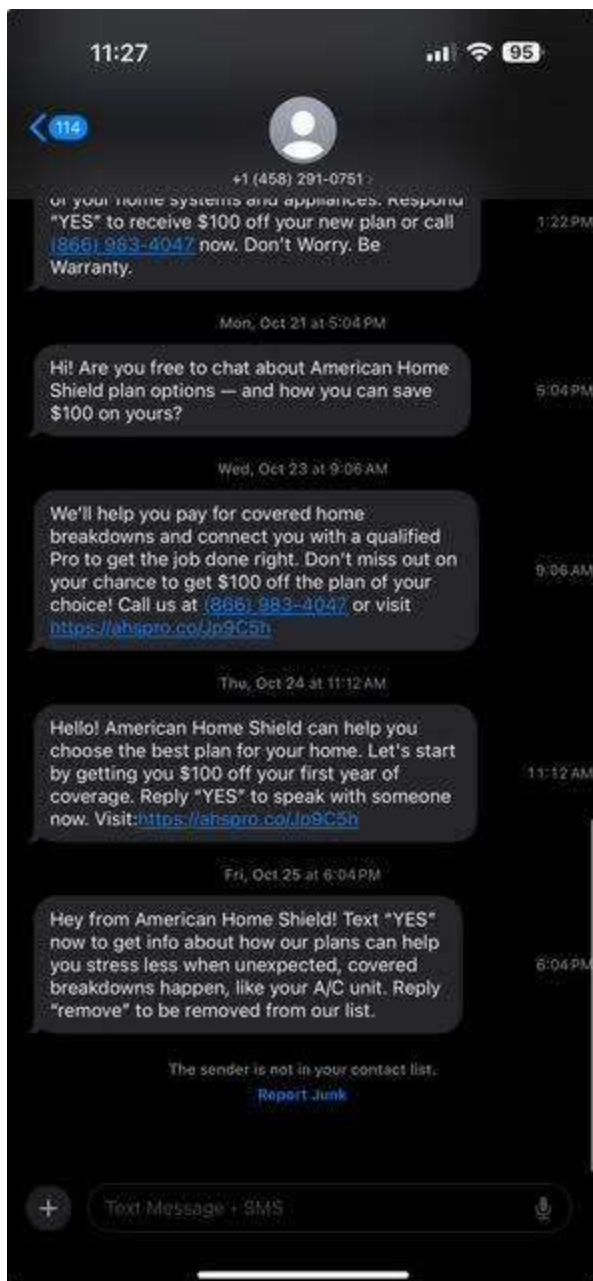 11:27
95
114
+1 (458) 291-0751 >
of your home systems and appliances. Respond
"YES" to receive $100 off your new plan or call
(866) 983-4047 now. Don't Worry. Be
Warranty.
1:22 PM
Mon, Oct 21 at 5:04 PM
Hi! Are you free to chat about American Home
Shield plan options — and how you can save
$100 on yours?
5:04 PM
Wed, Oct 23 at 9:06 AM
We'll help you pay for covered home
breakdowns and connect you with a qualified
Pro to get the job done right. Don't miss out on
your chance to get $100 off the plan of your
choice! Call us at (866) 983-4047 or visit
https://ahspro.co/Jp9C5h
9:06 AM
Thu, Oct 24 at 11:12 AM
Hello! American Home Shield can help you
choose the best plan for your home. Let's start
by getting you $100 off your first year of
coverage. Reply "YES" to speak with someone
now. Visit:https://ahspro.co/Jp9C5h
11:12 AM
Fri, Oct 25 at 6:04 PM
Hey from American Home Shield! Text "YES"
now to get info about how our plans can help
you stress less when unexpected, covered
breakdowns happen, like your A/C unit. Reply
"remove" to be removed from our list.
6:04 PM
The sender is not in your contact list.
Report Junk
Text Message • SMS